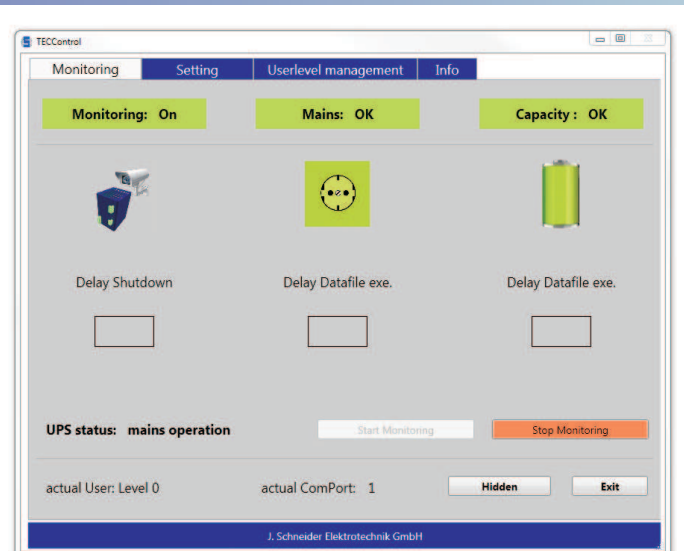 TECControl
Monitoring Setting Userlevel management Info
Monitoring: On Mains: OK Capacity : OK
Delay Shutdown Delay Datafile exe. Delay Datafile exe.
UPS status: mains operation Start Monitoring Stop Monitoring
actual User: Level 0 actual ComPort: 1 Hidden Exit
J. Schneider Elektrotechnik GmbH